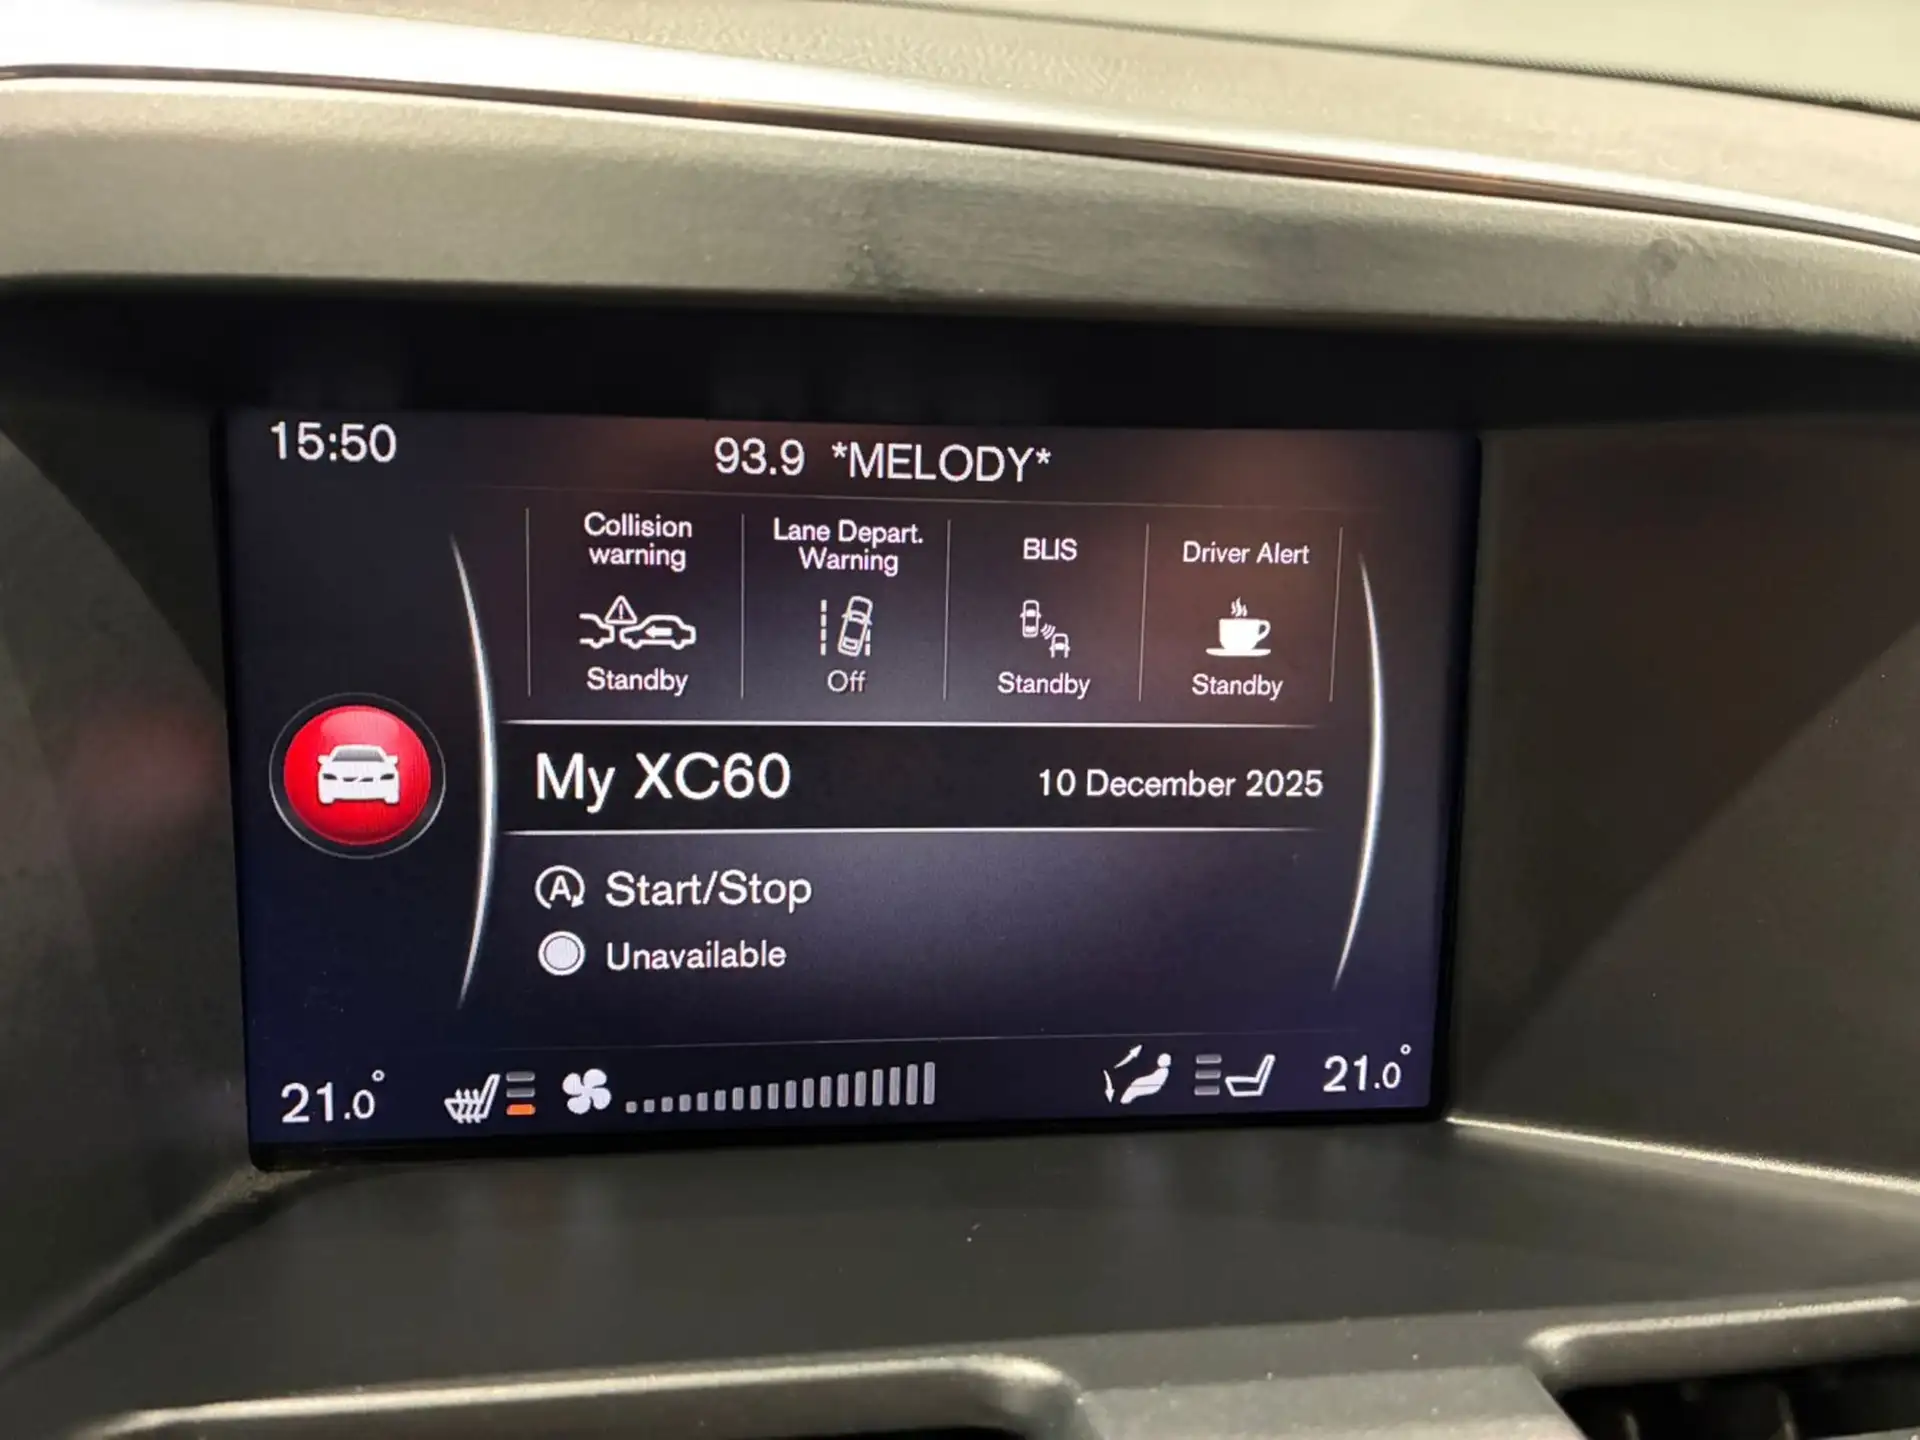 15:50
93.9 *MELODY*
Collision
warning
Standby
Lane Depart.
Warning
Off
BLIS
Standby
Driver Alert
Standby
My XC60
10 December 2025
A Start/Stop
Unavailable
21.0°
21.0°